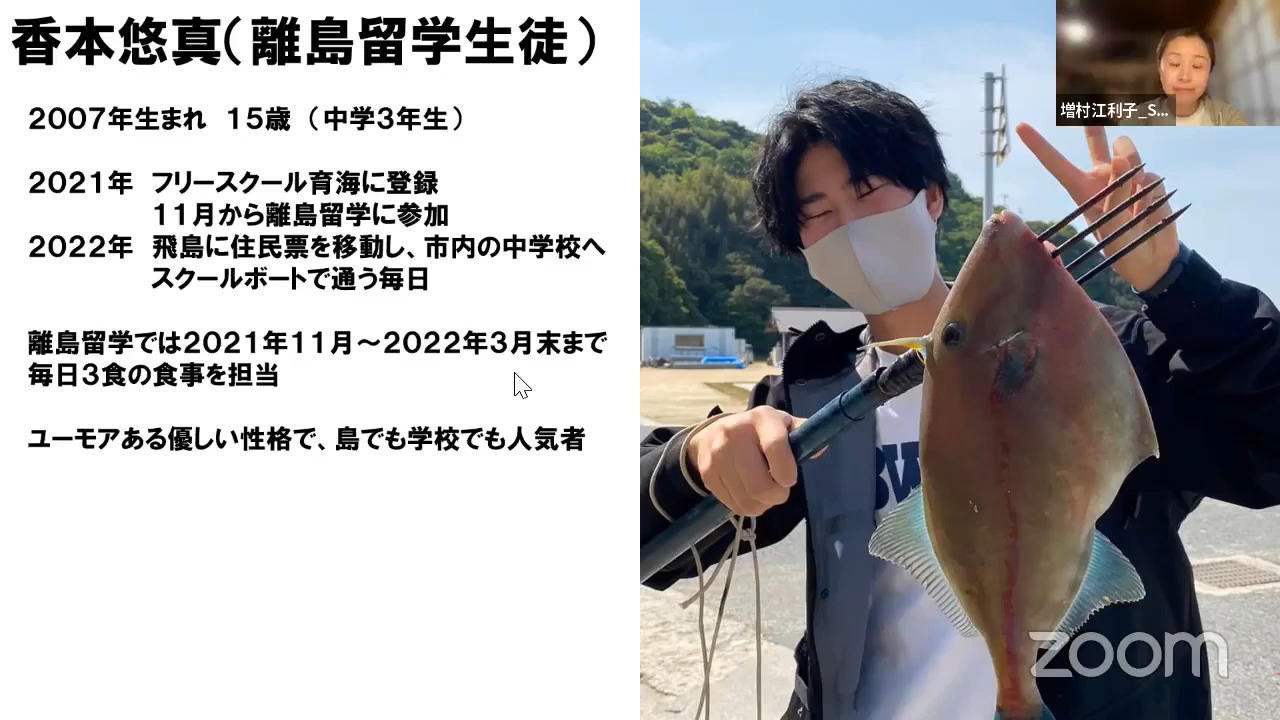 香本悠真（離島留学生徒）
2007年生まれ　15歳　（中学3年生）
2021年　フリースクール育海に登録
11月から離島留学に参加
2022年　飛島に住民票を移動し、市内の中学校へ
スクールボートで通う毎日
離島留学では2021年11月～2022年3月末まで
毎日3食の食事を担当
ユーモアある優しい性格で、島でも学校でも人気者
増村江利子_S...
zoom